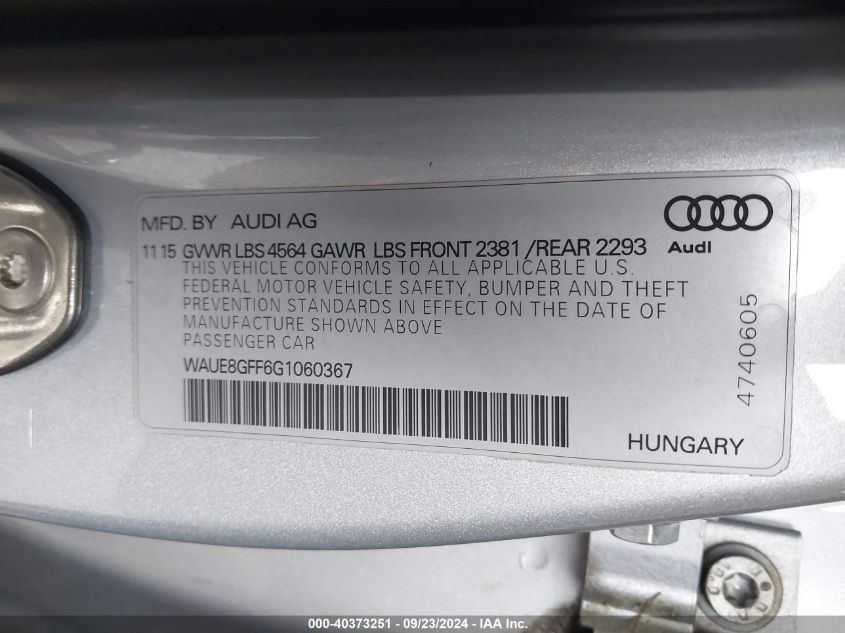 MFD. BY AUDI AG
Audi
11 15 GVWR LBS 4564 GAWR LBS FRONT 2381 /REAR 2293
THIS VEHICLE CONFORMS TO ALL APPLICABLE U.S.
FEDERAL MOTOR VEHICLE SAFETY, BUMPER AND THEFT
PREVENTION STANDARDS IN EFFECT ON THE DATE OF
MANUFACTURE SHOWN ABOVE
PASSENGER CAR
WAUE8GFF6G1060367
4740605
HUNGARY
000-40373251 - 09/23/2024 - IAA Inc.